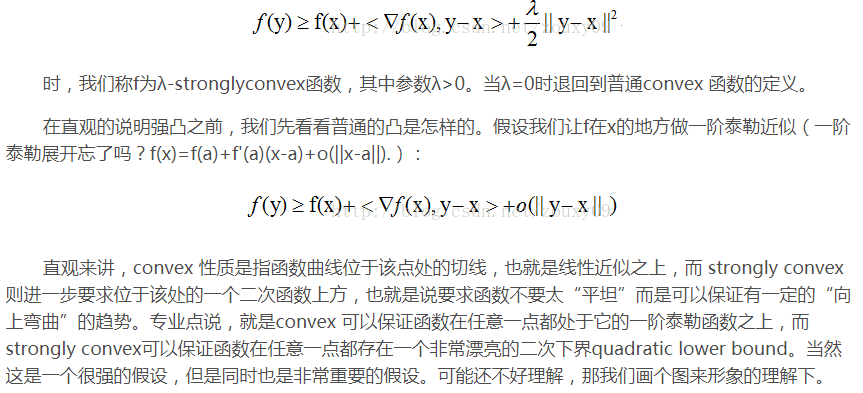 f(y) ≥ f(x)+ <∇f(x), y−x> + λ/2 || y−x ||²
时，我们称f为λ-stronglyconvex函数，其中参数λ>0。当λ=0时退回到普通convex 函数的定义。
在直观的说明强凸之前，我们先看看普通的凸是怎样的。假设我们让f在x的地方做一阶泰勒近似（一阶
泰勒展开忘了吗？f(x)=f(a)+f'(a)(x-a)+o(||x-a||).）：
f(y) ≥ f(x)+ <∇f(x), y−x> +o(|| y−x ||)
直观来讲，convex 性质是指函数曲线位于该点处的切线，也就是线性近似之上，而 strongly convex
则进一步要求位于该处的一个二次函数上方，也就是说要求函数不要太“平坦”而是可以保证有一定的“向
上弯曲”的趋势。专业点说，就是convex 可以保证函数在任意一点都处于它的一阶泰勒函数之上，而
strongly convex可以保证函数在任意一点都存在一个非常漂亮的二次下界quadratic lower bound。当然
这是一个很强的假设，但是同时也是非常重要的假设。可能还不好理解，那我们画个图来形象的理解下。